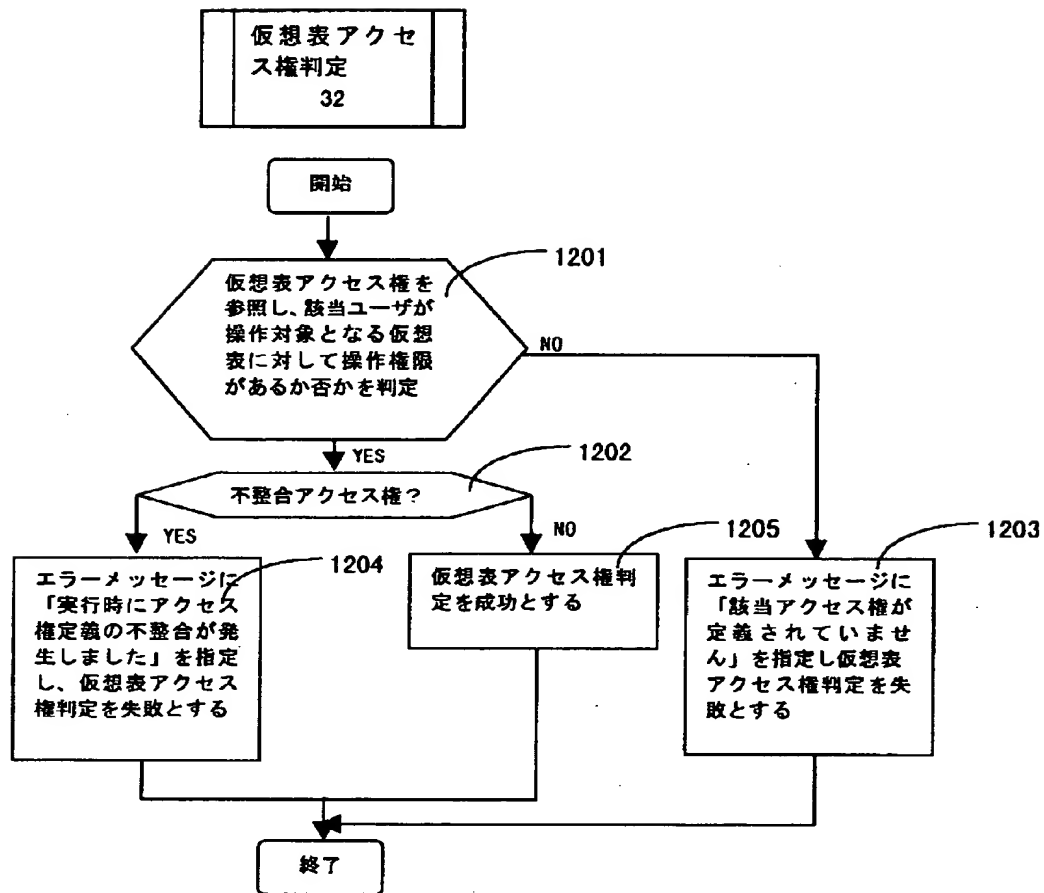 仮想表アクセ
ス権判定
32
開始
1201
仮想表アクセス権を
参照し、該当ユーザが
操作対象となる仮想
表に対して操作権限
があるか否かを判定
NO
YES
1202
不整合アクセス権？
YES
NO
1204
エラーメッセージに
「実行時にアクセス
権定義の不整合が発
生しました」を指定
し、仮想表アクセス
権判定を失敗とする
1205
仮想表アクセス権判
定を成功とする
1203
エラーメッセージに
「該当アクセス権が
定義されていませ
ん」を指定し仮想表
アクセス権判定を失
敗とする
終了